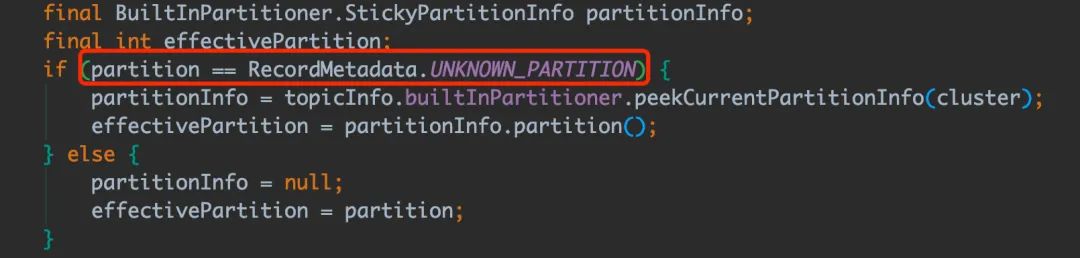 final BuiltInPartitioner.StickyPartitionInfo partitionInfo;
final int effectivePartition;
if (partition == RecordMetadata.UNKNOWN_PARTITION) {
    partitionInfo = topicInfo.builtInPartitioner.peekCurrentPartitionInfo(cluster);
    effectivePartition = partitionInfo.partition();
} else {
    partitionInfo = null;
    effectivePartition = partition;
}